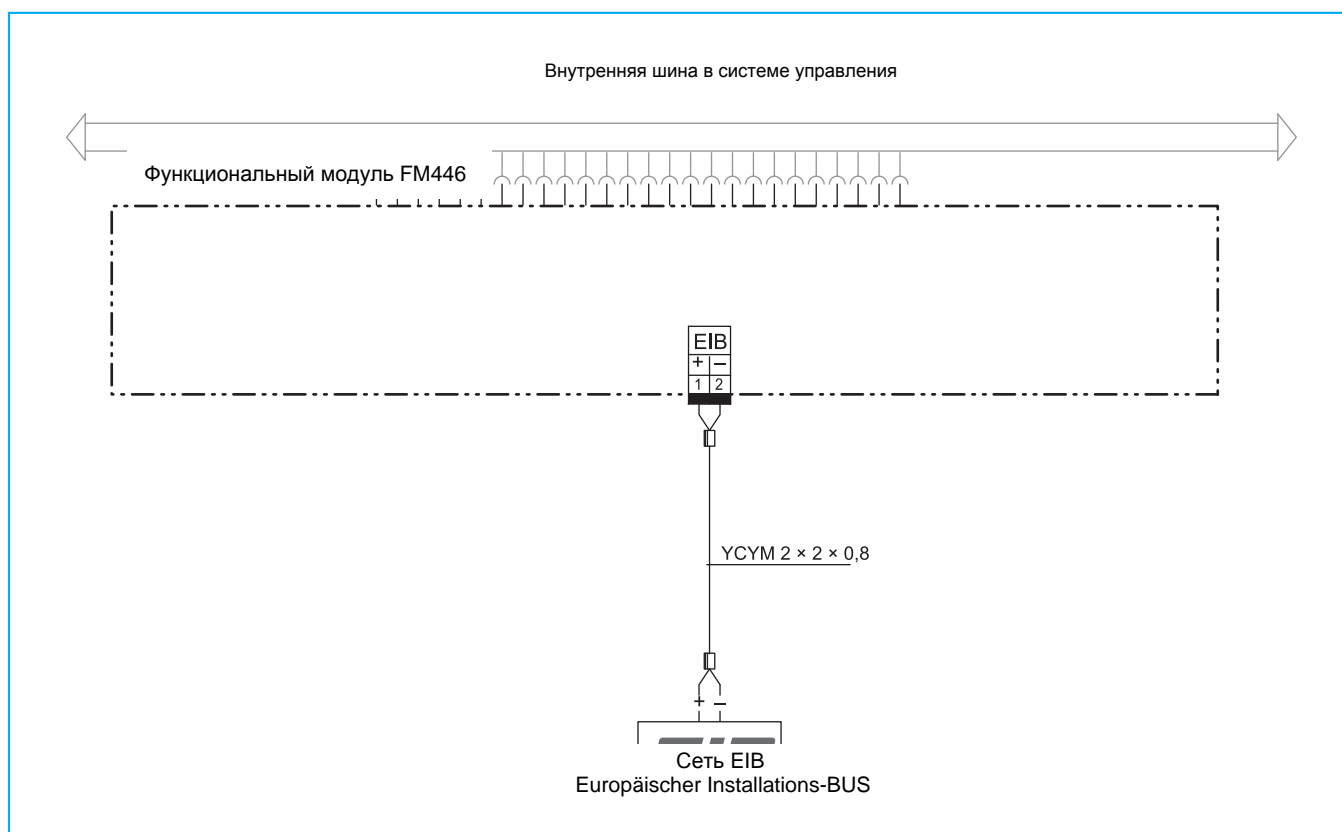 Внутренняя шина в системе управления
Функциональный модуль FM446
EIB
+ −
1 2
YCYM 2 × 2 × 0,8
+ −
Сеть EIB
Europäischer Installations-BUS